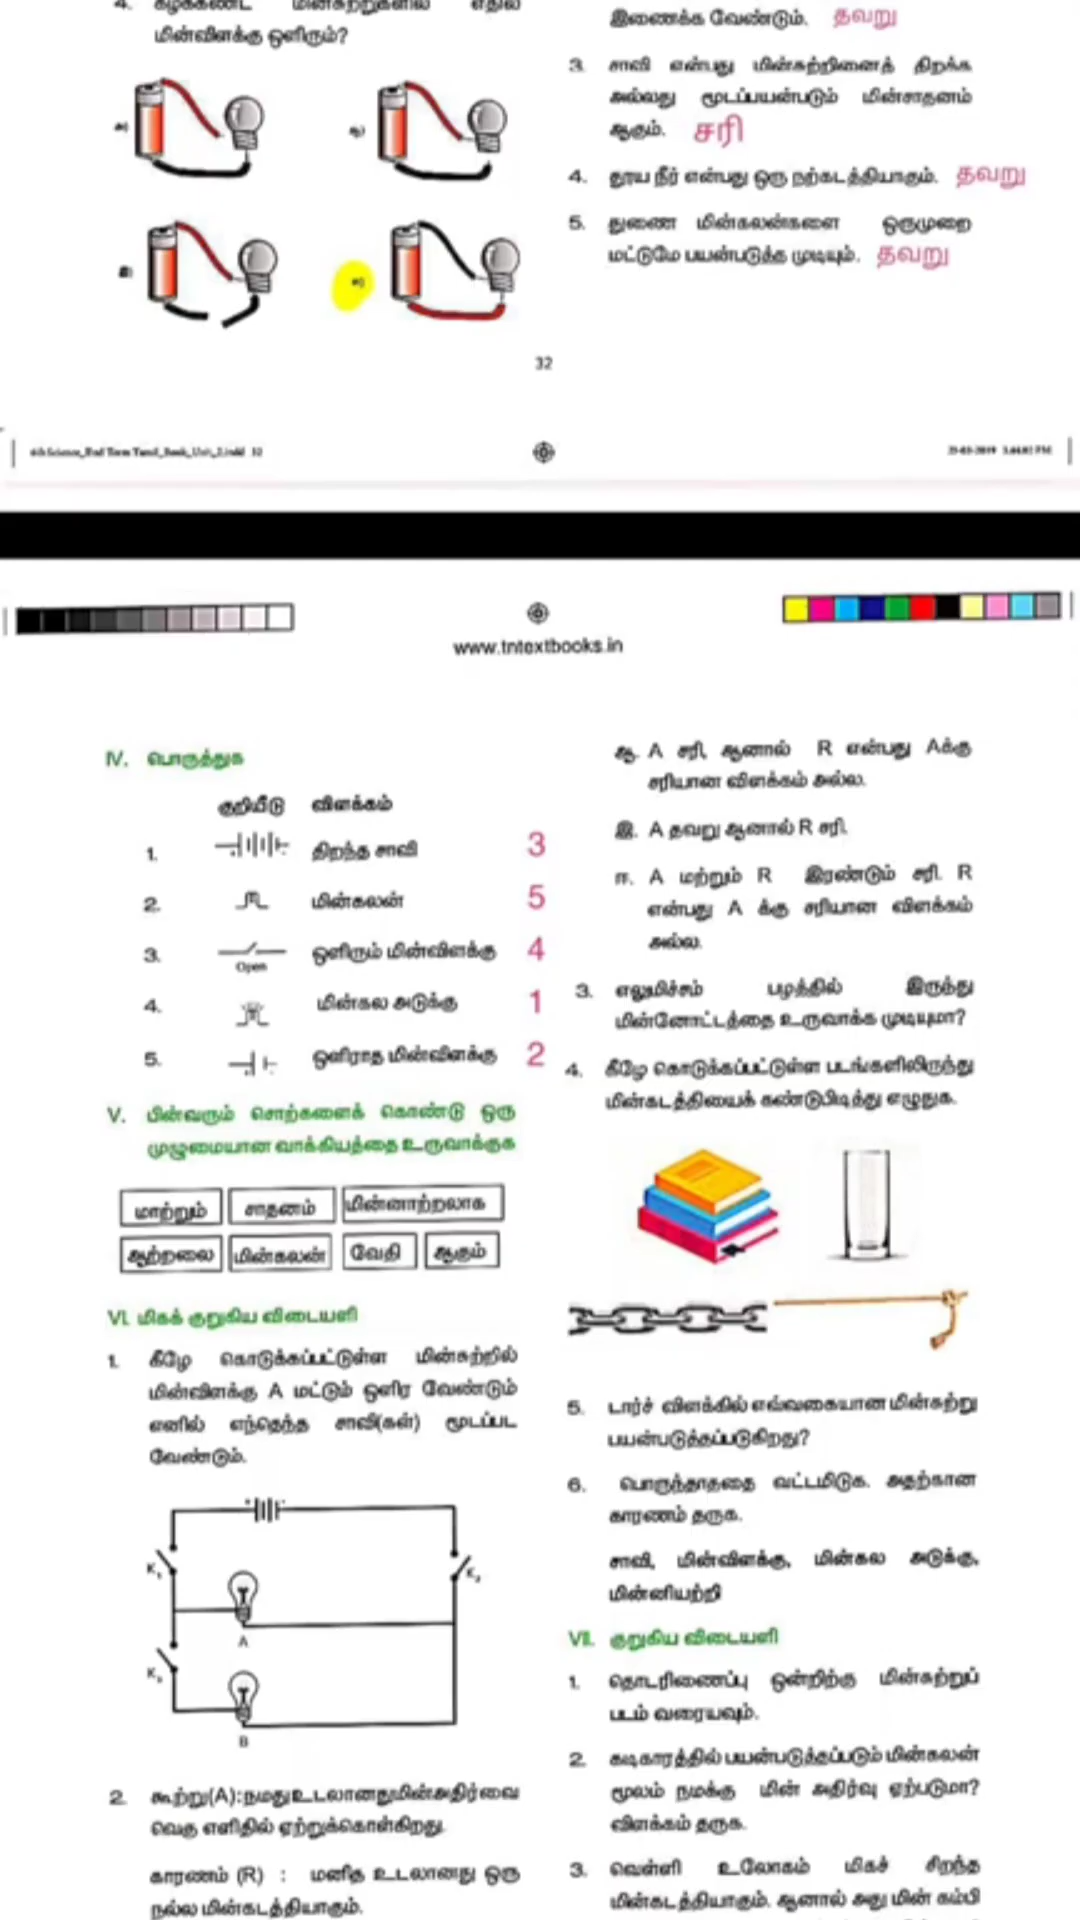 மின்விளக்கு ஒளிரும்?
இணைக்க வேண்டும். தவறு
3. சாவி என்பது மின்சுற்றினைத் திறக்க
அல்லது மூடப்பயன்படும் மின்சாதனம்
ஆகும். சரி
4. தூய நீர் என்பது ஒரு நற்கடத்தியாகும். தவறு
5. துணை மின்கலன்களை ஒருமுறை
மட்டுமே பயன்படுத்த முடியும். தவறு
32
www.tntextbooks.in
IV. பொருத்துக
குறியீடு விளக்கம்
1. திறந்த சாவி 3
2. மின்கலன் 5
3. Open ஒளிரும் மின்விளக்கு 4
4. மின்கல அடுக்கு 1
5. ஒளிராத மின்விளக்கு 2
V. பின்வரும் சொற்களைக் கொண்டு ஒரு
முழுமையான வாக்கியத்தை உருவாக்குக
மாற்றும் சாதனம் மின்னாற்றலாக
ஆற்றலை மின்கலன் வேதி ஆகும்
VI. மிகக் குறுகிய விடையளி
1. கீழே கொடுக்கப்பட்டுள்ள மின்சுற்றில்
மின்விளக்கு A மட்டும் ஒளிர வேண்டும்
எனில் எந்தெந்த சாவி(கள்) மூடப்பட
வேண்டும்.
A
B
2. கூற்று(A):நமதுஉடலானதுமின்அதிர்வை
வெகு எளிதில் ஏற்றுக்கொள்கிறது.
காரணம் (R) : மனித உடலானது ஒரு
நல்ல மின்கடத்தியாகும்.
ஆ. A சரி, ஆனால் R என்பது Aக்கு
சரியான விளக்கம் அல்ல.
இ. A தவறு ஆனால் R சரி.
ஈ. A மற்றும் R இரண்டும் சரி. R
என்பது A க்கு சரியான விளக்கம்
அல்ல.
3. எலுமிச்சம் பழத்தில் இருந்து
மின்னோட்டத்தை உருவாக்க முடியுமா?
4. கீழே கொடுக்கப்பட்டுள்ள படங்களிலிருந்து
மின்கடத்தியைக் கண்டுபிடித்து எழுதுக.
5. டார்ச் விளக்கில் எவ்வகையான மின்சுற்று
பயன்படுத்தப்படுகிறது?
6. பொருந்தாததை வட்டமிடுக. அதற்கான
காரணம் தருக.
சாவி, மின்விளக்கு, மின்கல அடுக்கு,
மின்னியற்றி
VII. குறுகிய விடையளி
1. தொடரிணைப்பு ஒன்றிற்கு மின்சுற்றுப்
படம் வரையவும்.
2. கடிகாரத்தில் பயன்படுத்தப்படும் மின்கலன்
மூலம் நமக்கு மின் அதிர்வு ஏற்படுமா?
விளக்கம் தருக.
3. வெள்ளி உலோகம் மிகச் சிறந்த
மின்கடத்தியாகும். ஆனால் அது மின் கம்பி